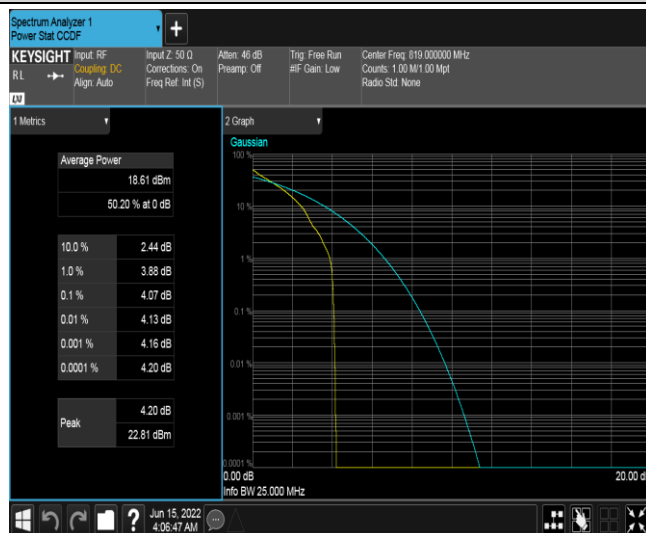 Spectrum Analyzer 1
Power Stat CCDF
+
KEYSIGHT
RL
LXI
Input: RF
Coupling: DC
Align: Auto
Input Z: 50 Ω
Corrections: On
Freq Ref: Int (S)
Atten: 46 dB
Preamp: Off
Trig: Free Run
#IF Gain: Low
Center Freq: 819.000000 MHz
Counts: 1.00 M/1.00 Mpt
Radio Std: None
1 Metrics
Average Power
18.61 dBm
50.20 % at 0 dB
10.0 % 2.44 dB
1.0 % 3.88 dB
0.1 % 4.07 dB
0.01 % 4.13 dB
0.001 % 4.16 dB
0.0001 % 4.20 dB
Peak
4.20 dB
22.81 dBm
2 Graph
Gaussian
100 %
10 %
1 %
0.1 %
0.01 %
0.001 %
0.0001 %
0.00 dB
20.00 d
Info BW 25.000 MHz
?
Jun 15, 2022
4:06:47 AM